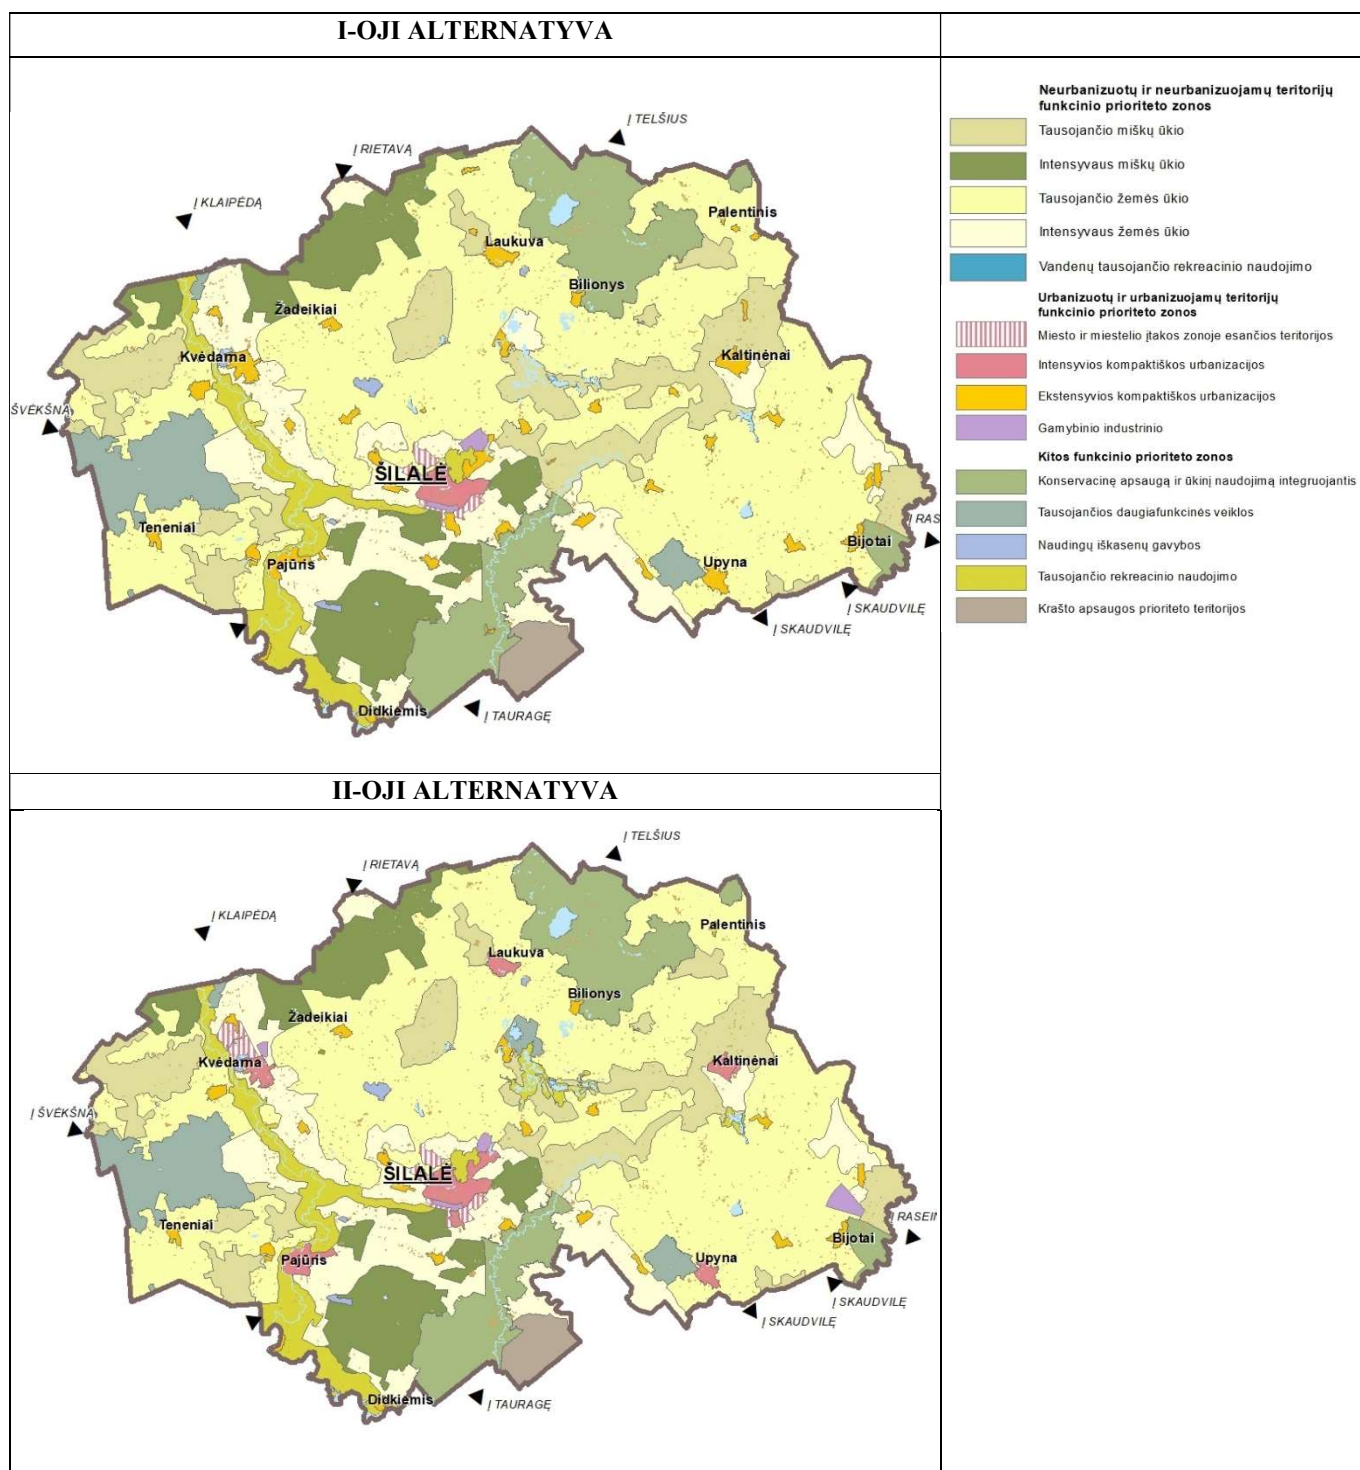 I-OJI ALTERNATYVA
Į TELŠIUS
Į RIETAVĄ
Į KLAIPĖDĄ
Palentinis
Laukuva
Bilionys
Žadeikiai
Kvėdarna
Kaltinėnai
ŠVĖKŠNĄ
ŠILALĖ
Teneniai
Pajūris
Upyna
Bijotai
Į RAS
Į SKAUDVILĘ
Į SKAUDVILĘ
Didkiemis
Į TAURAGĘ
Neurbanizuotų ir neurbanizuojamų teritorijų
funkcinio prioriteto zonos
Tausojančio miškų ūkio
Intensyvaus miškų ūkio
Tausojančio žemės ūkio
Intensyvaus žemės ūkio
Vandenų tausojančio rekreacinio naudojimo
Urbanizuotų ir urbanizuojamų teritorijų
funkcinio prioriteto zonos
Miesto ir miestelio įtakos zonoje esančios teritorijos
Intensyvios kompaktiškos urbanizacijos
Ekstensyvios kompaktiškos urbanizacijos
Gamybinio industrinio
Kitos funkcinio prioriteto zonos
Konservacinę apsaugą ir ūkinį naudojimą integruojantis
Tausojančios daugiafunkcinės veiklos
Naudingų iškasenų gavybos
Tausojančio rekreacinio naudojimo
Krašto apsaugos prioriteto teritorijos
II-OJI ALTERNATYVA
Į TELŠIUS
Į RIETAVĄ
Į KLAIPĖDĄ
Palentinis
Laukuva
Bilionys
Žadeikiai
Kvėdarna
Kaltinėnai
Į ŠVĖKŠNĄ
ŠILALĖ
Teneniai
Pajūris
Upyna
Bijotai
Į RASEIN
Į SKAUDVILĘ
Į SKAUDVILĘ
Didkiemis
Į TAURAGĘ